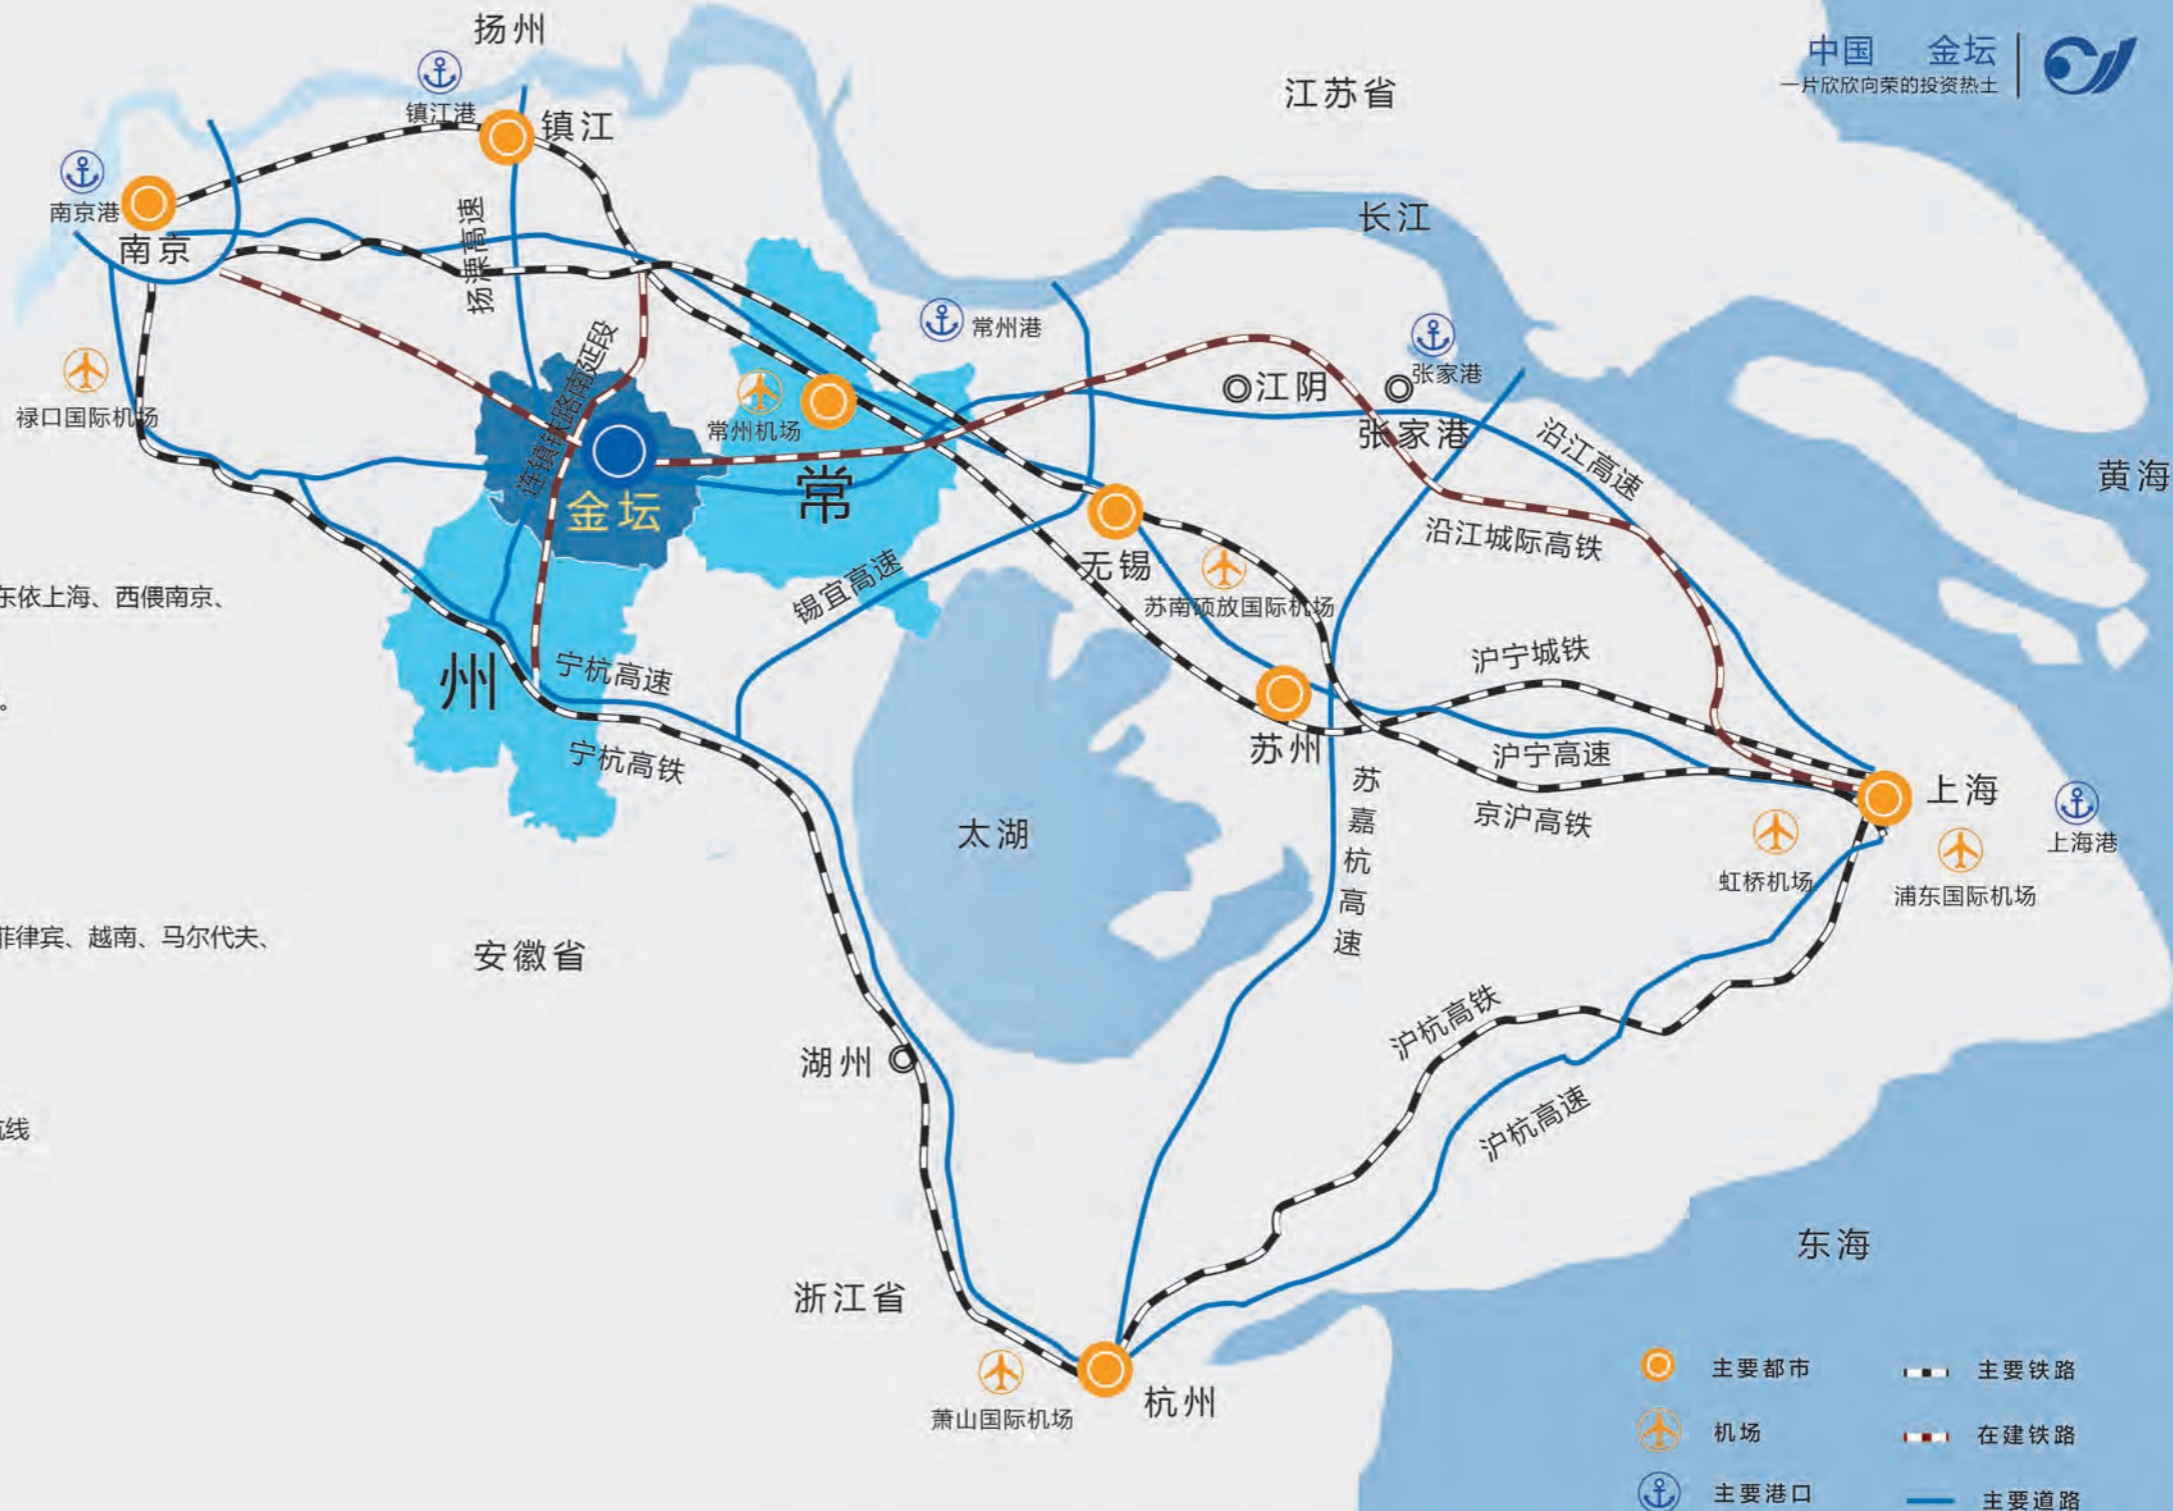 扬州
中国 金坛
一片欣欣向荣的投资热土
江苏省
镇江港
镇江
南京港
南京
扬溧高速
长江
常州港
连镇铁路南延段
禄口国际机场
常州机场
江阴
张家港
张家港
沿江高速
黄海
金坛
常
沿江城际高铁
无锡
锡宜高速
苏南硕放国际机场
东依上海、西偎南京、
州
宁杭高速
沪宁城铁
。
宁杭高铁
苏州
沪宁高速
苏嘉杭高速
京沪高铁
上海
上海港
太湖
虹桥机场
浦东国际机场
菲律宾、越南、马尔代夫、
安徽省
沪杭高铁
湖州
沪杭高速
航线
东海
浙江省
杭州
萧山国际机场
主要都市 主要铁路
机场 在建铁路
主要港口 主要道路